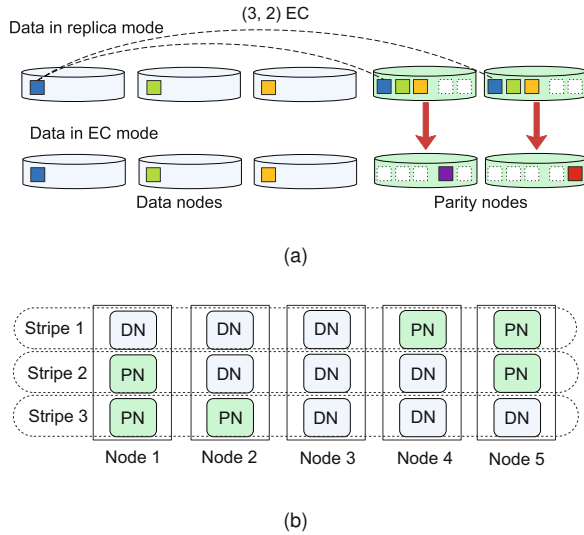 (3, 2) EC
Data in replica mode
Data in EC mode
Data nodes Parity nodes
(a)
Stripe 1 DN DN DN PN PN
Stripe 2 PN DN DN DN PN
Stripe 3 PN PN DN DN DN
Node 1 Node 2 Node 3 Node 4 Node 5
(b)